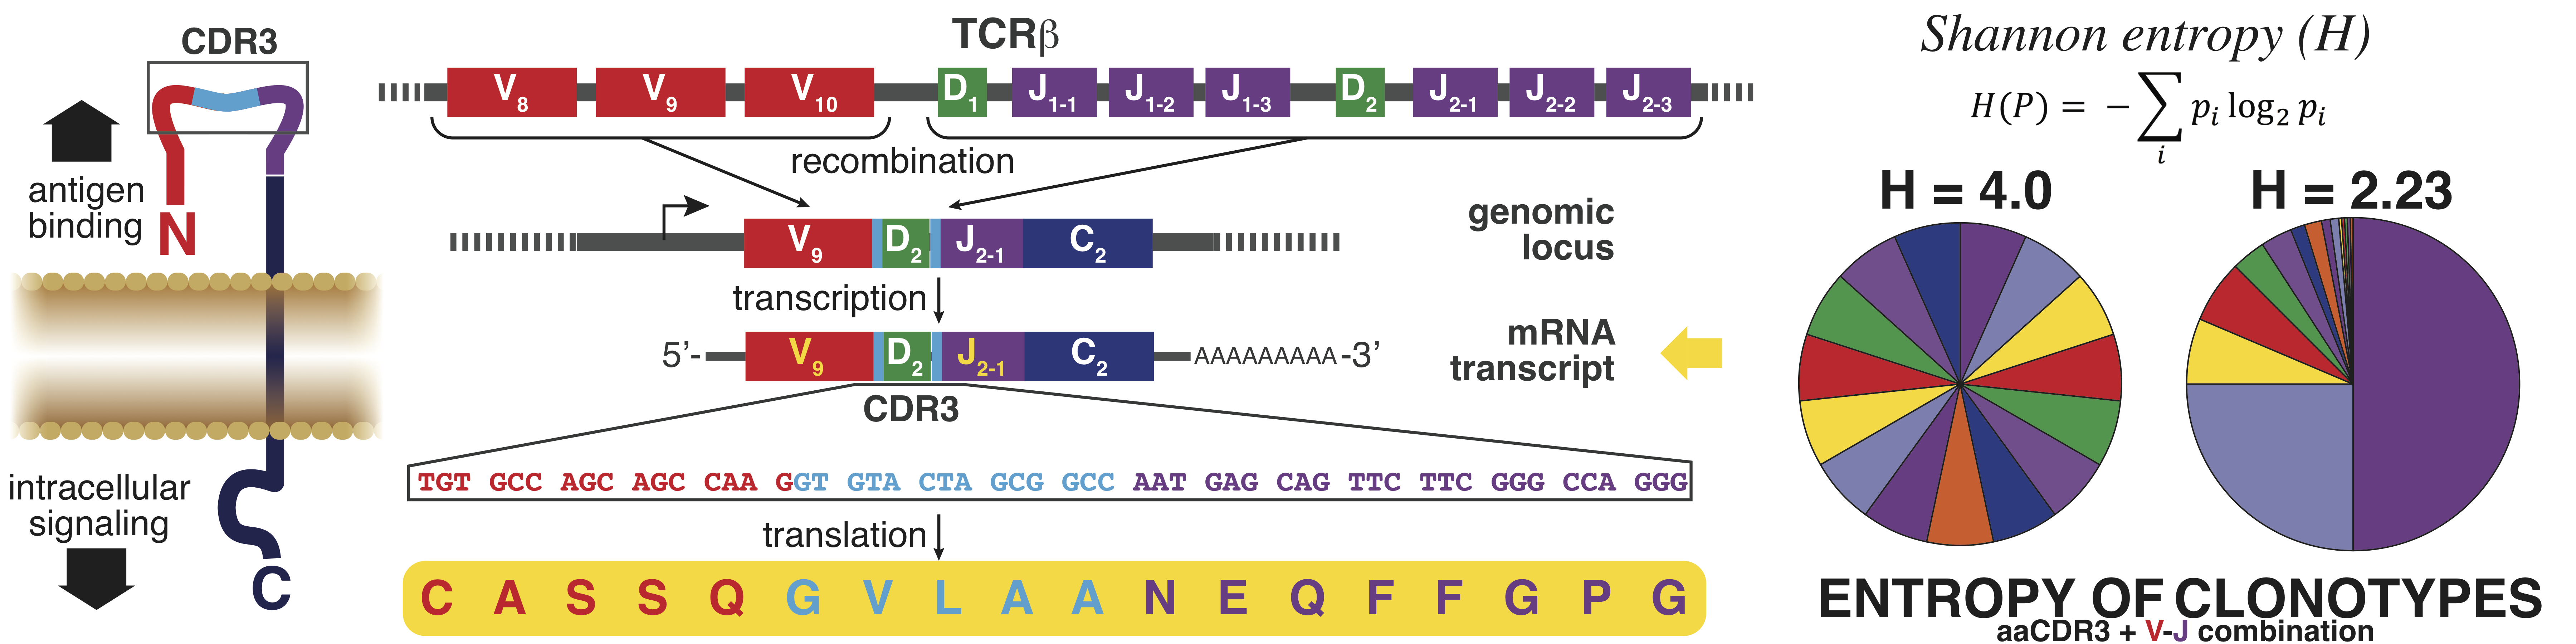 CDR3
antigen
binding
N
intracellular
signaling
C
TCRβ
V8 V9 V10 D1 J1-1 J1-2 J1-3 D2 J2-1 J2-2 J2-3
recombination
V9 D2 J2-1 C2
genomic
locus
transcription
5’- V9 D2 J2-1 C2 AAAAAAAAA-3’
mRNA
transcript
CDR3
TGT GCC AGC AGC CAA GGT GTA CTA GCG GCC AAT GAG CAG TTC TTC GGG CCA GGG
translation
C A S S Q G V L A A N E Q F F G P G
Shannon entropy (H)
H(P) = − ∑ i p i log2 p i
H = 4.0
H = 2.23
ENTROPY OF CLONOTYPES
aaCDR3 + V-J combination